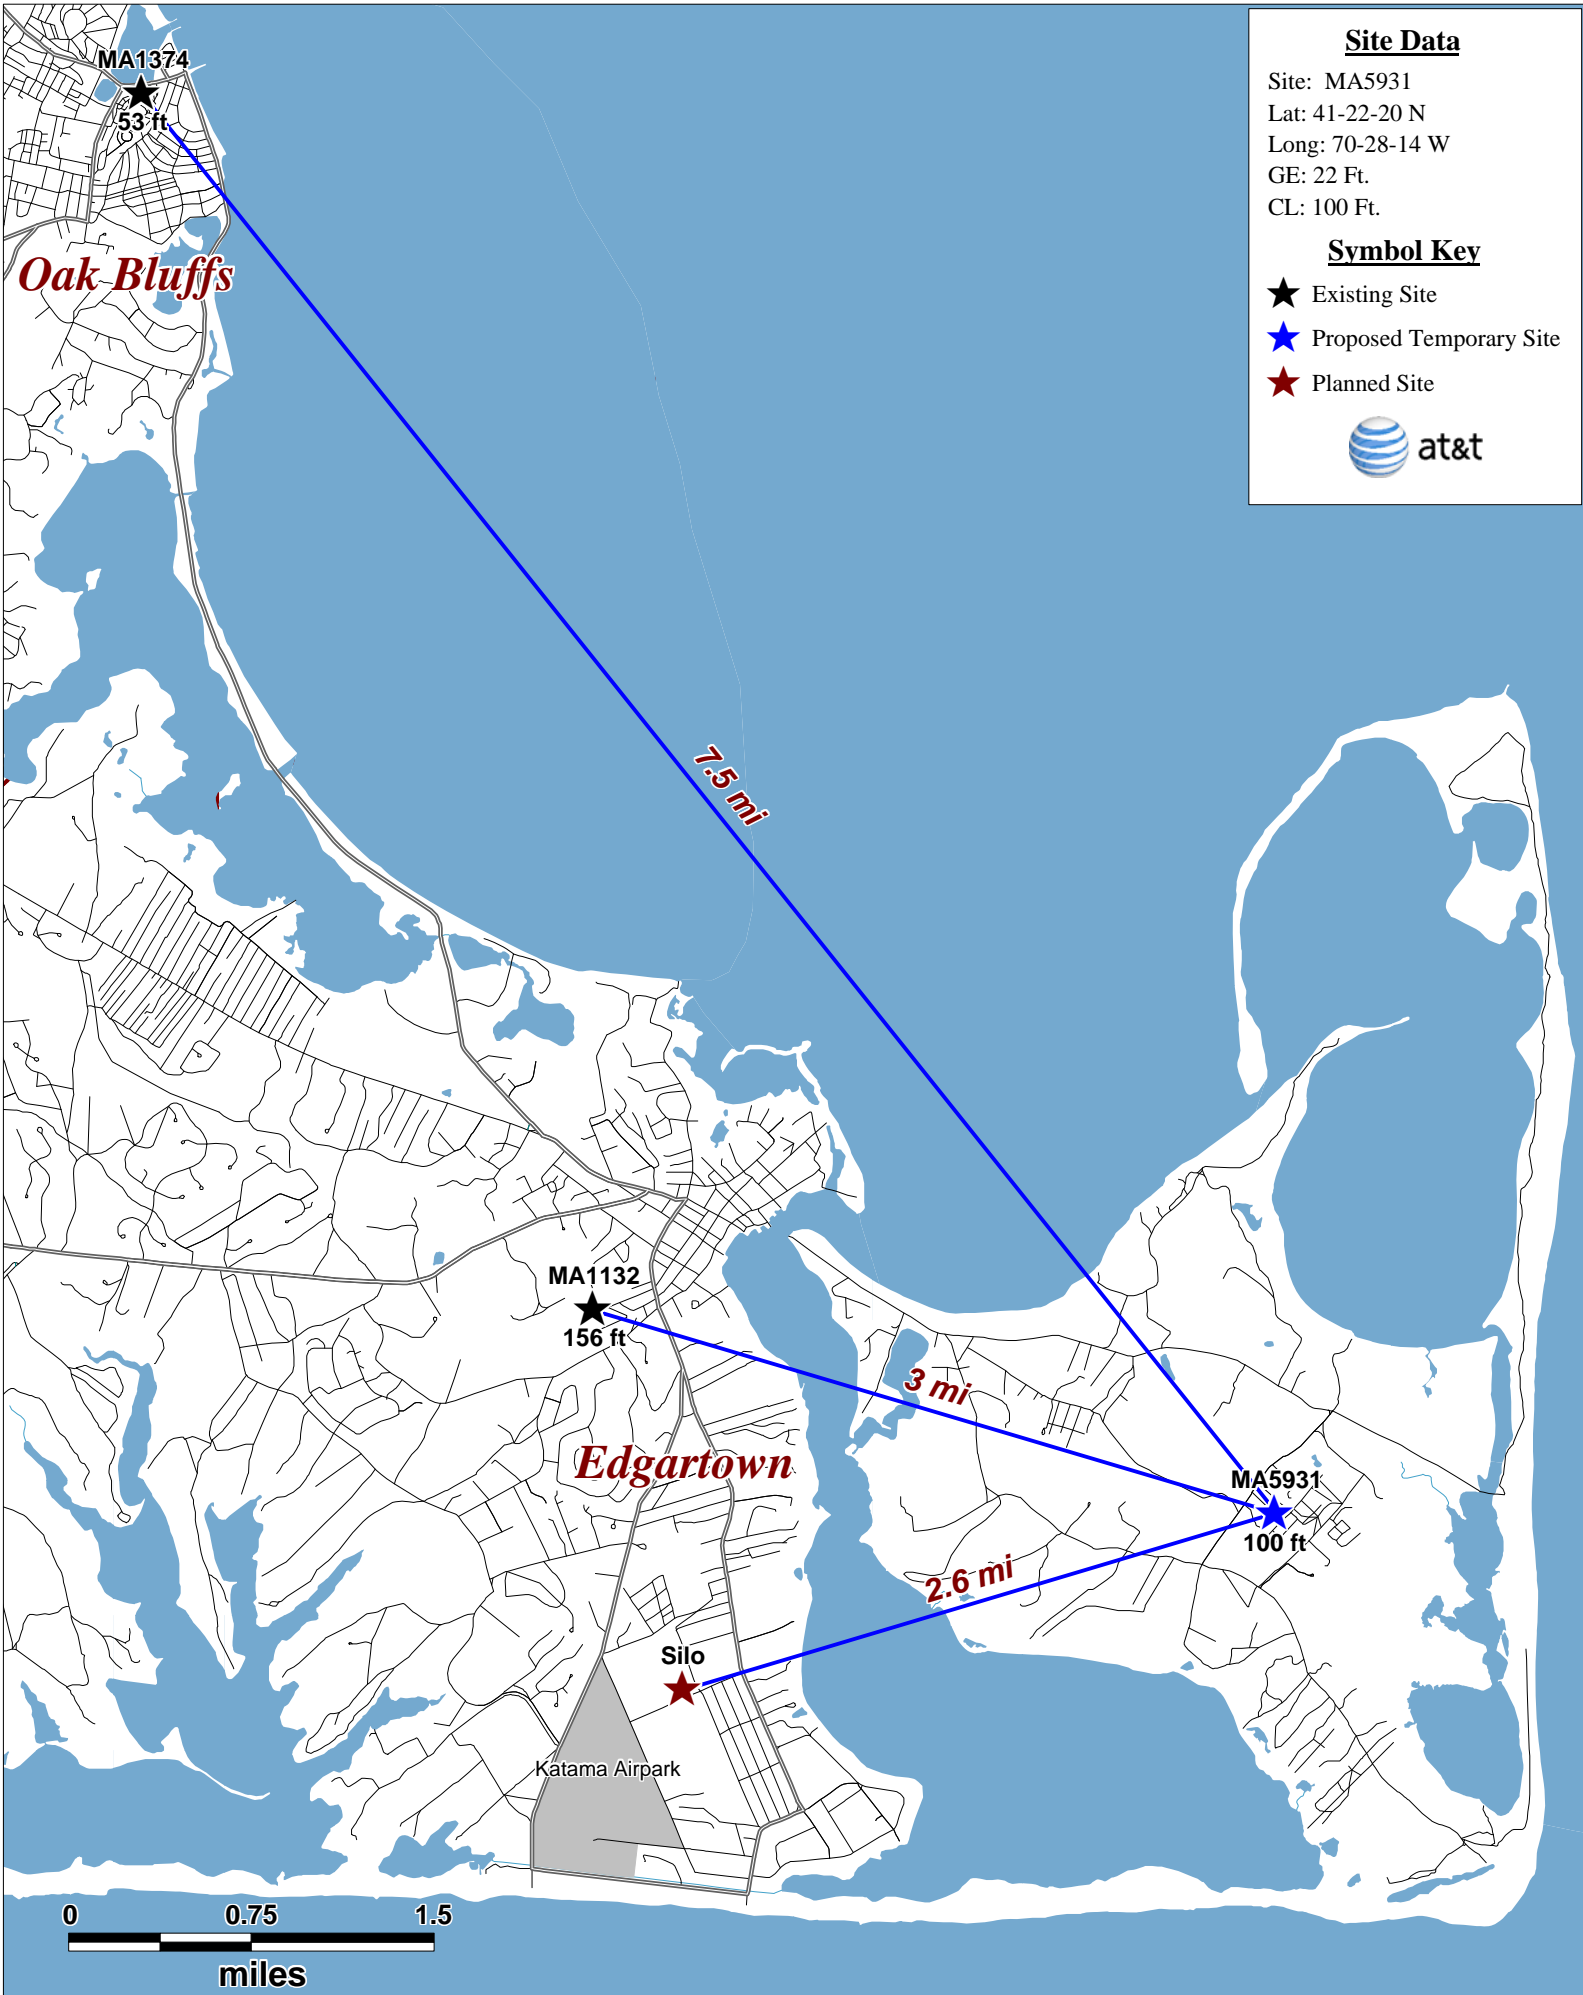 MA1374
53 ft
Oak Bluffs
Site Data
Site: MA5931
Lat: 41-22-20 N
Long: 70-28-14 W
GE: 22 Ft.
CL: 100 Ft.
Symbol Key
Existing Site
Proposed Temporary Site
Planned Site
at&t
7.5 mi
MA1132
156 ft
3 mi
Edgartown
MA5931
100 ft
2.6 mi
Silo
Katama Airpark
0 0.75 1.5
miles